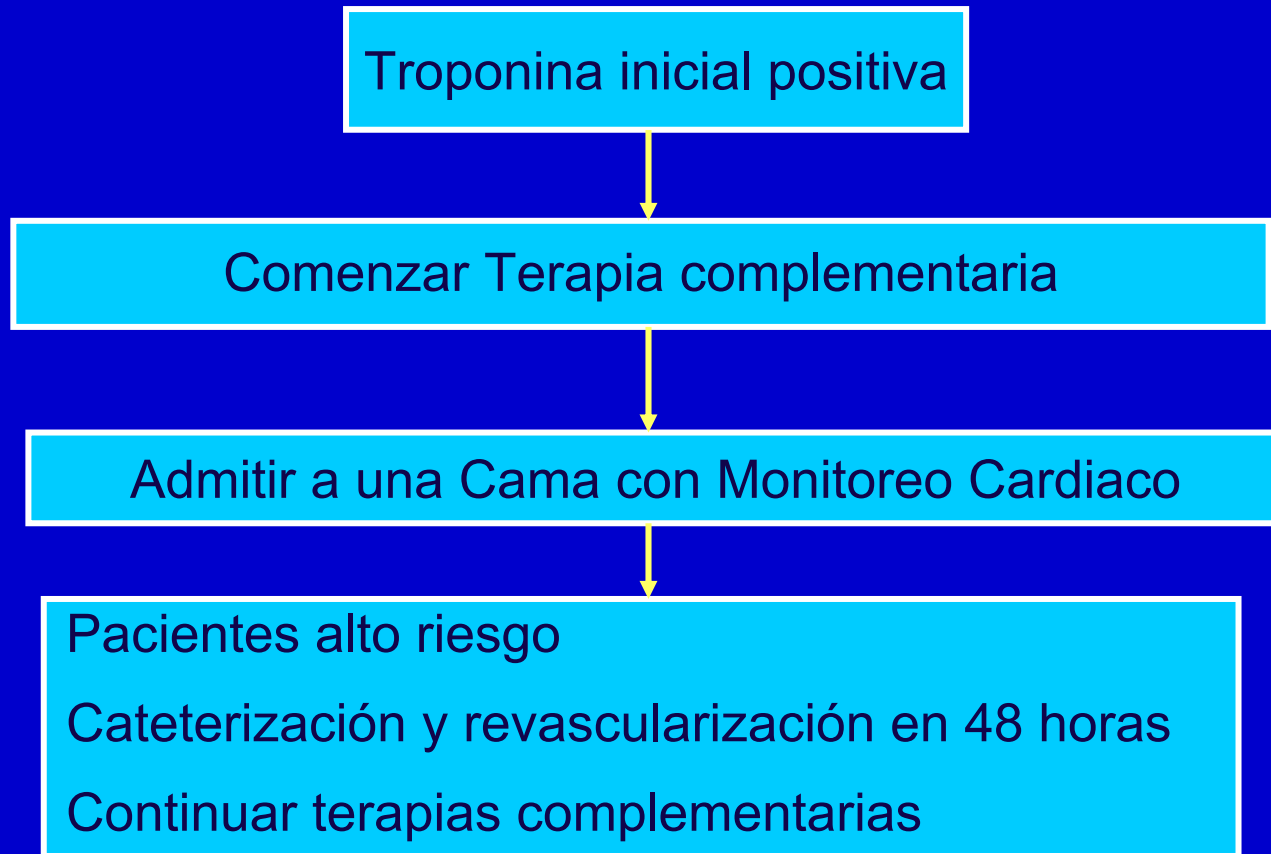 Troponina inicial positiva
Comenzar Terapia complementaria
Admitir a una Cama con Monitoreo Cardiaco
Pacientes alto riesgo
Cateterización y revascularización en 48 horas
Continuar terapias complementarias